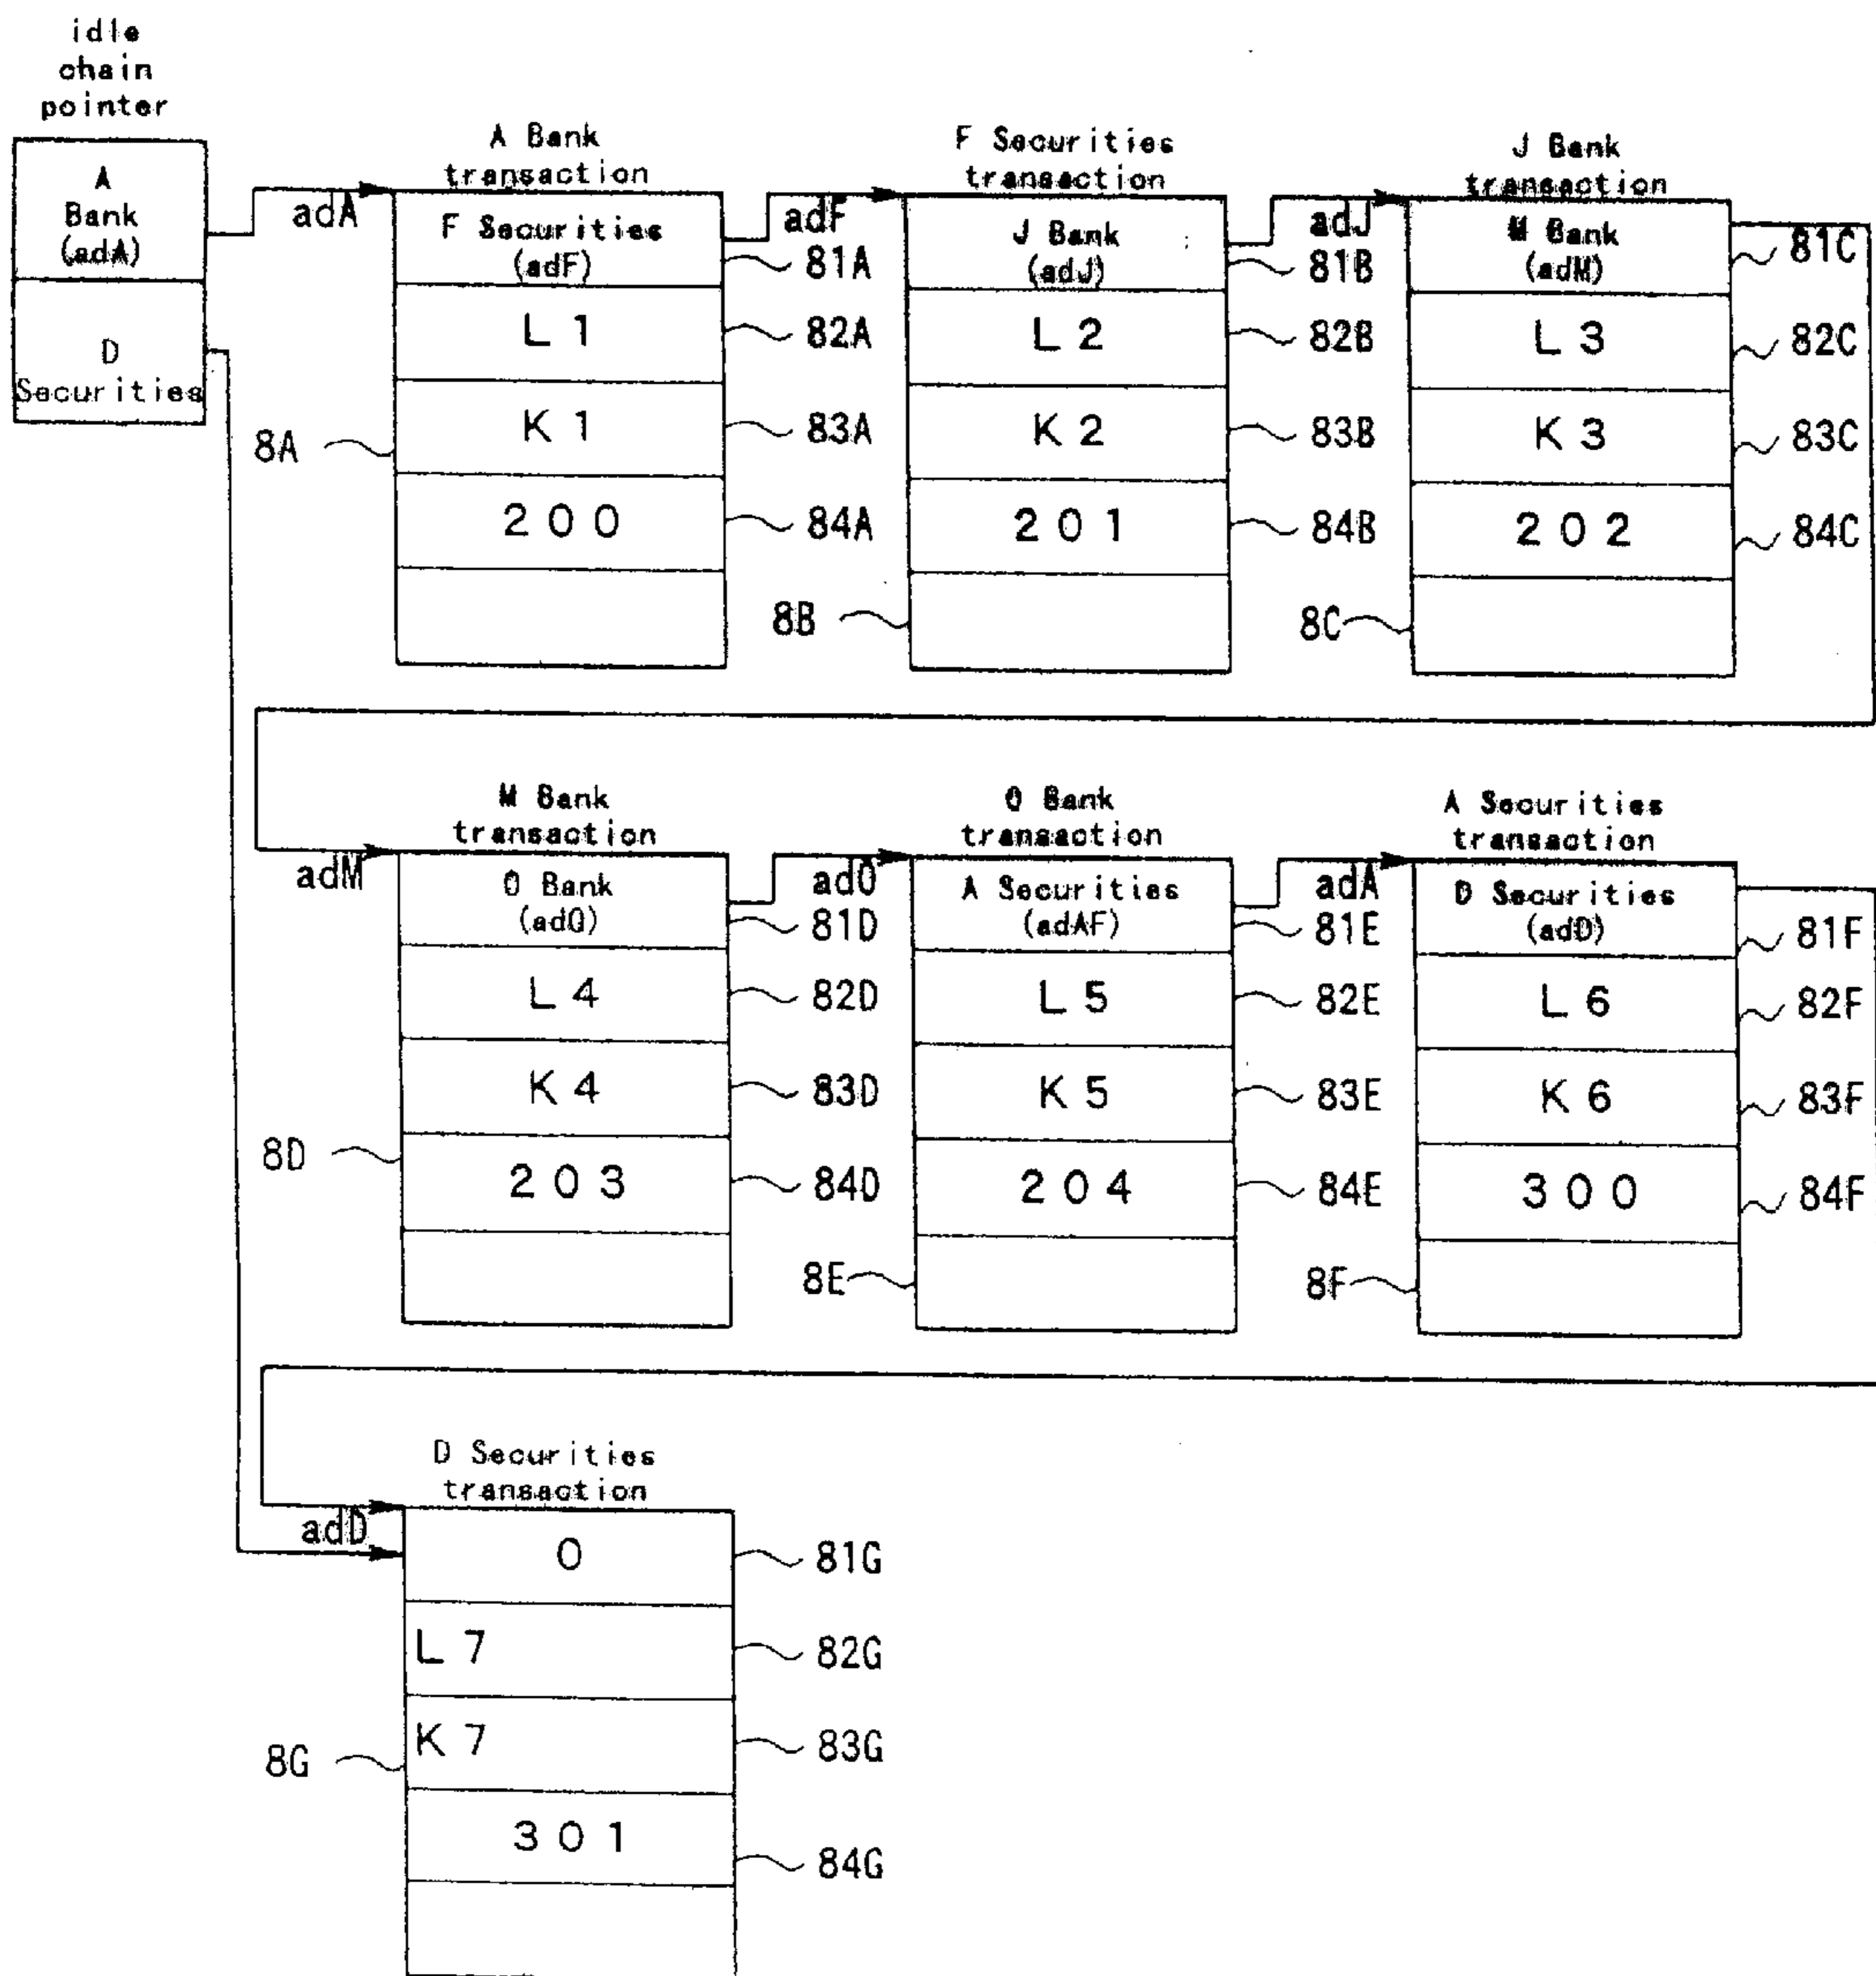 idle
chain
pointer
A
Bank
(adA)
D
Securities
A Bank
transaction
adA
F Securities
(adF)
81A
L 1
82A
K 1
83A
8A
2 0 0
84A
F Securities
transaction
adF
J Bank
(adJ)
81B
L 2
82B
K 2
83B
2 0 1
84B
8B
J Bank
transaction
adJ
M Bank
(adM)
81C
L 3
82C
K 3
83C
2 0 2
84C
8C
M Bank
transaction
adM
O Bank
(adO)
81D
L 4
82D
K 4
83D
8D
2 0 3
84D
O Bank
transaction
adO
A Securities
(adAF)
81E
L 5
82E
K 5
83E
2 0 4
84E
8E
A Securities
transaction
adA
D Securities
(adD)
81F
L 6
82F
K 6
83F
3 0 0
84F
8F
D Securities
transaction
adD
0
81G
L 7
82G
K 7
83G
8G
3 0 1
84G